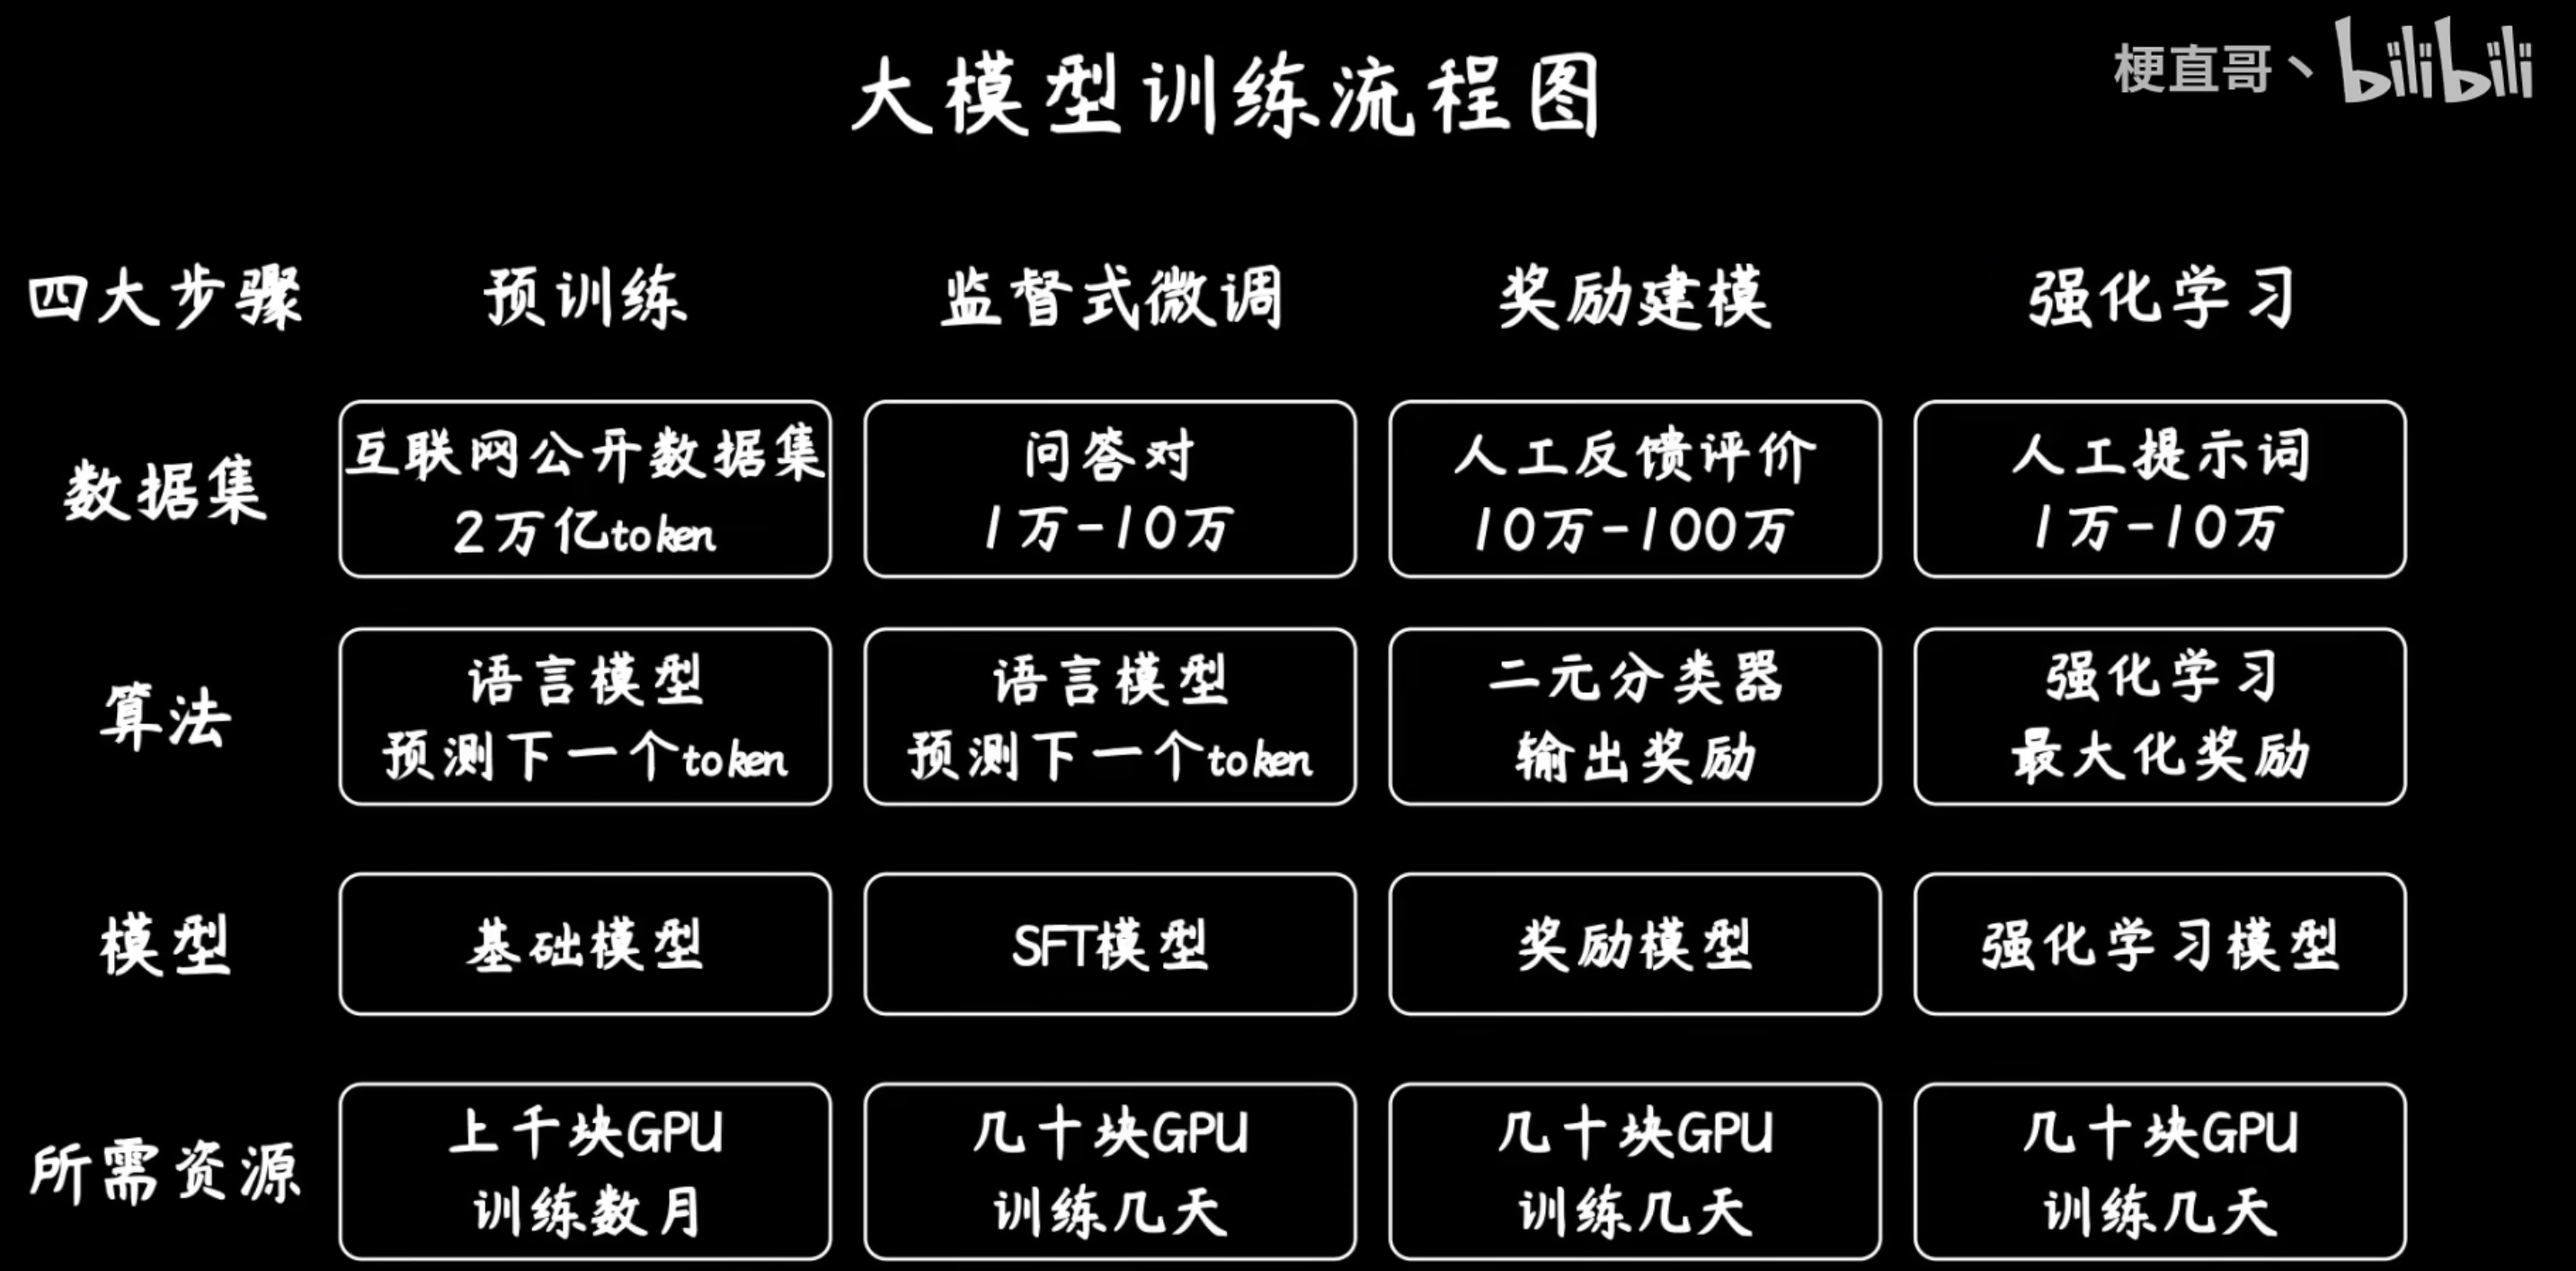 梗直哥丶 bilibili
大模型训练流程图
四大步骤 预训练 监督式微调 奖励建模 强化学习
数据集
互联网公开数据集
2万亿token
问答对
1万-10万
人工反馈评价
10万-100万
人工提示词
1万-10万
算法
语言模型
预测下一个token
语言模型
预测下一个token
二元分类器
输出奖励
强化学习
最大化奖励
模型
基础模型
SFT模型
奖励模型
强化学习模型
所需资源
上千块GPU
训练数月
几十块GPU
训练几天
几十块GPU
训练几天
几十块GPU
训练几天